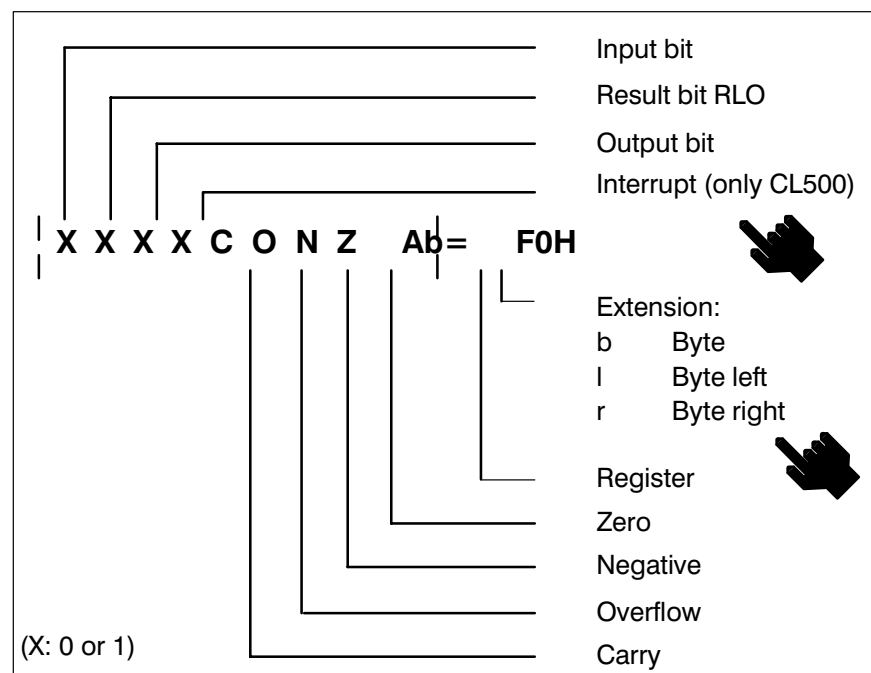 Input bit
Result bit RLO
Output bit
Interrupt (only CL500)
| X X X X C O N Z Ab| = F0H
Extension:
b Byte
l Byte left
r Byte right
Register
Zero
Negative
Overflow
(X: 0 or 1)
Carry